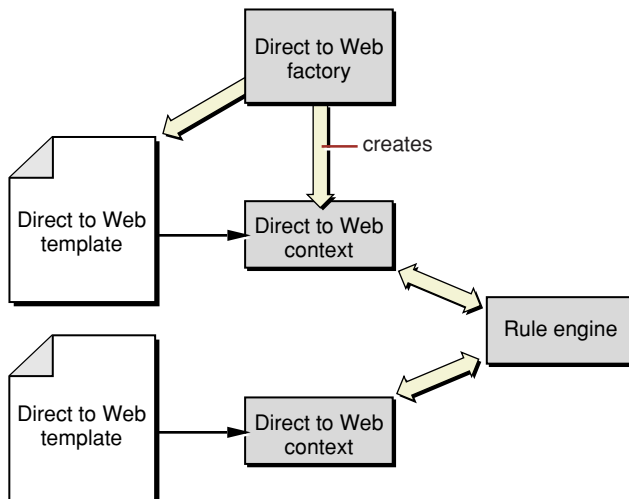 Direct to Web
factory
creates
Direct to Web
template
Direct to Web
context
Rule engine
Direct to Web
template
Direct to Web
context